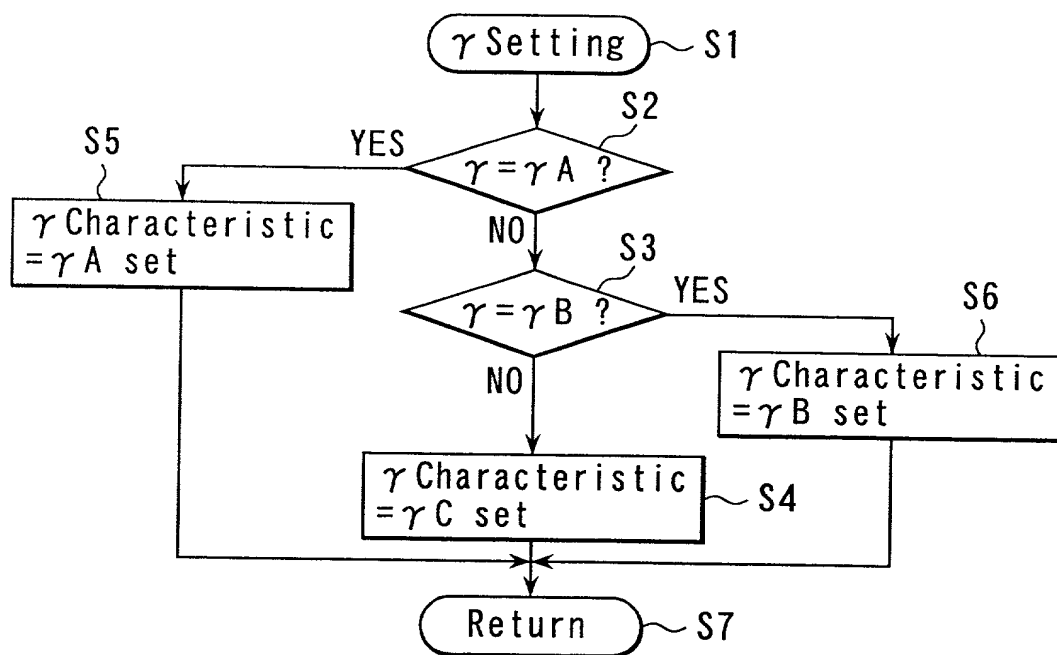 γ Setting
S1
S2
YES
S5
γ = γ A ?
γ Characteristic
= γ A set
NO
S3
YES
γ = γ B ?
S6
NO
γ Characteristic
= γ B set
γ Characteristic
= γ C set
S4
Return
S7